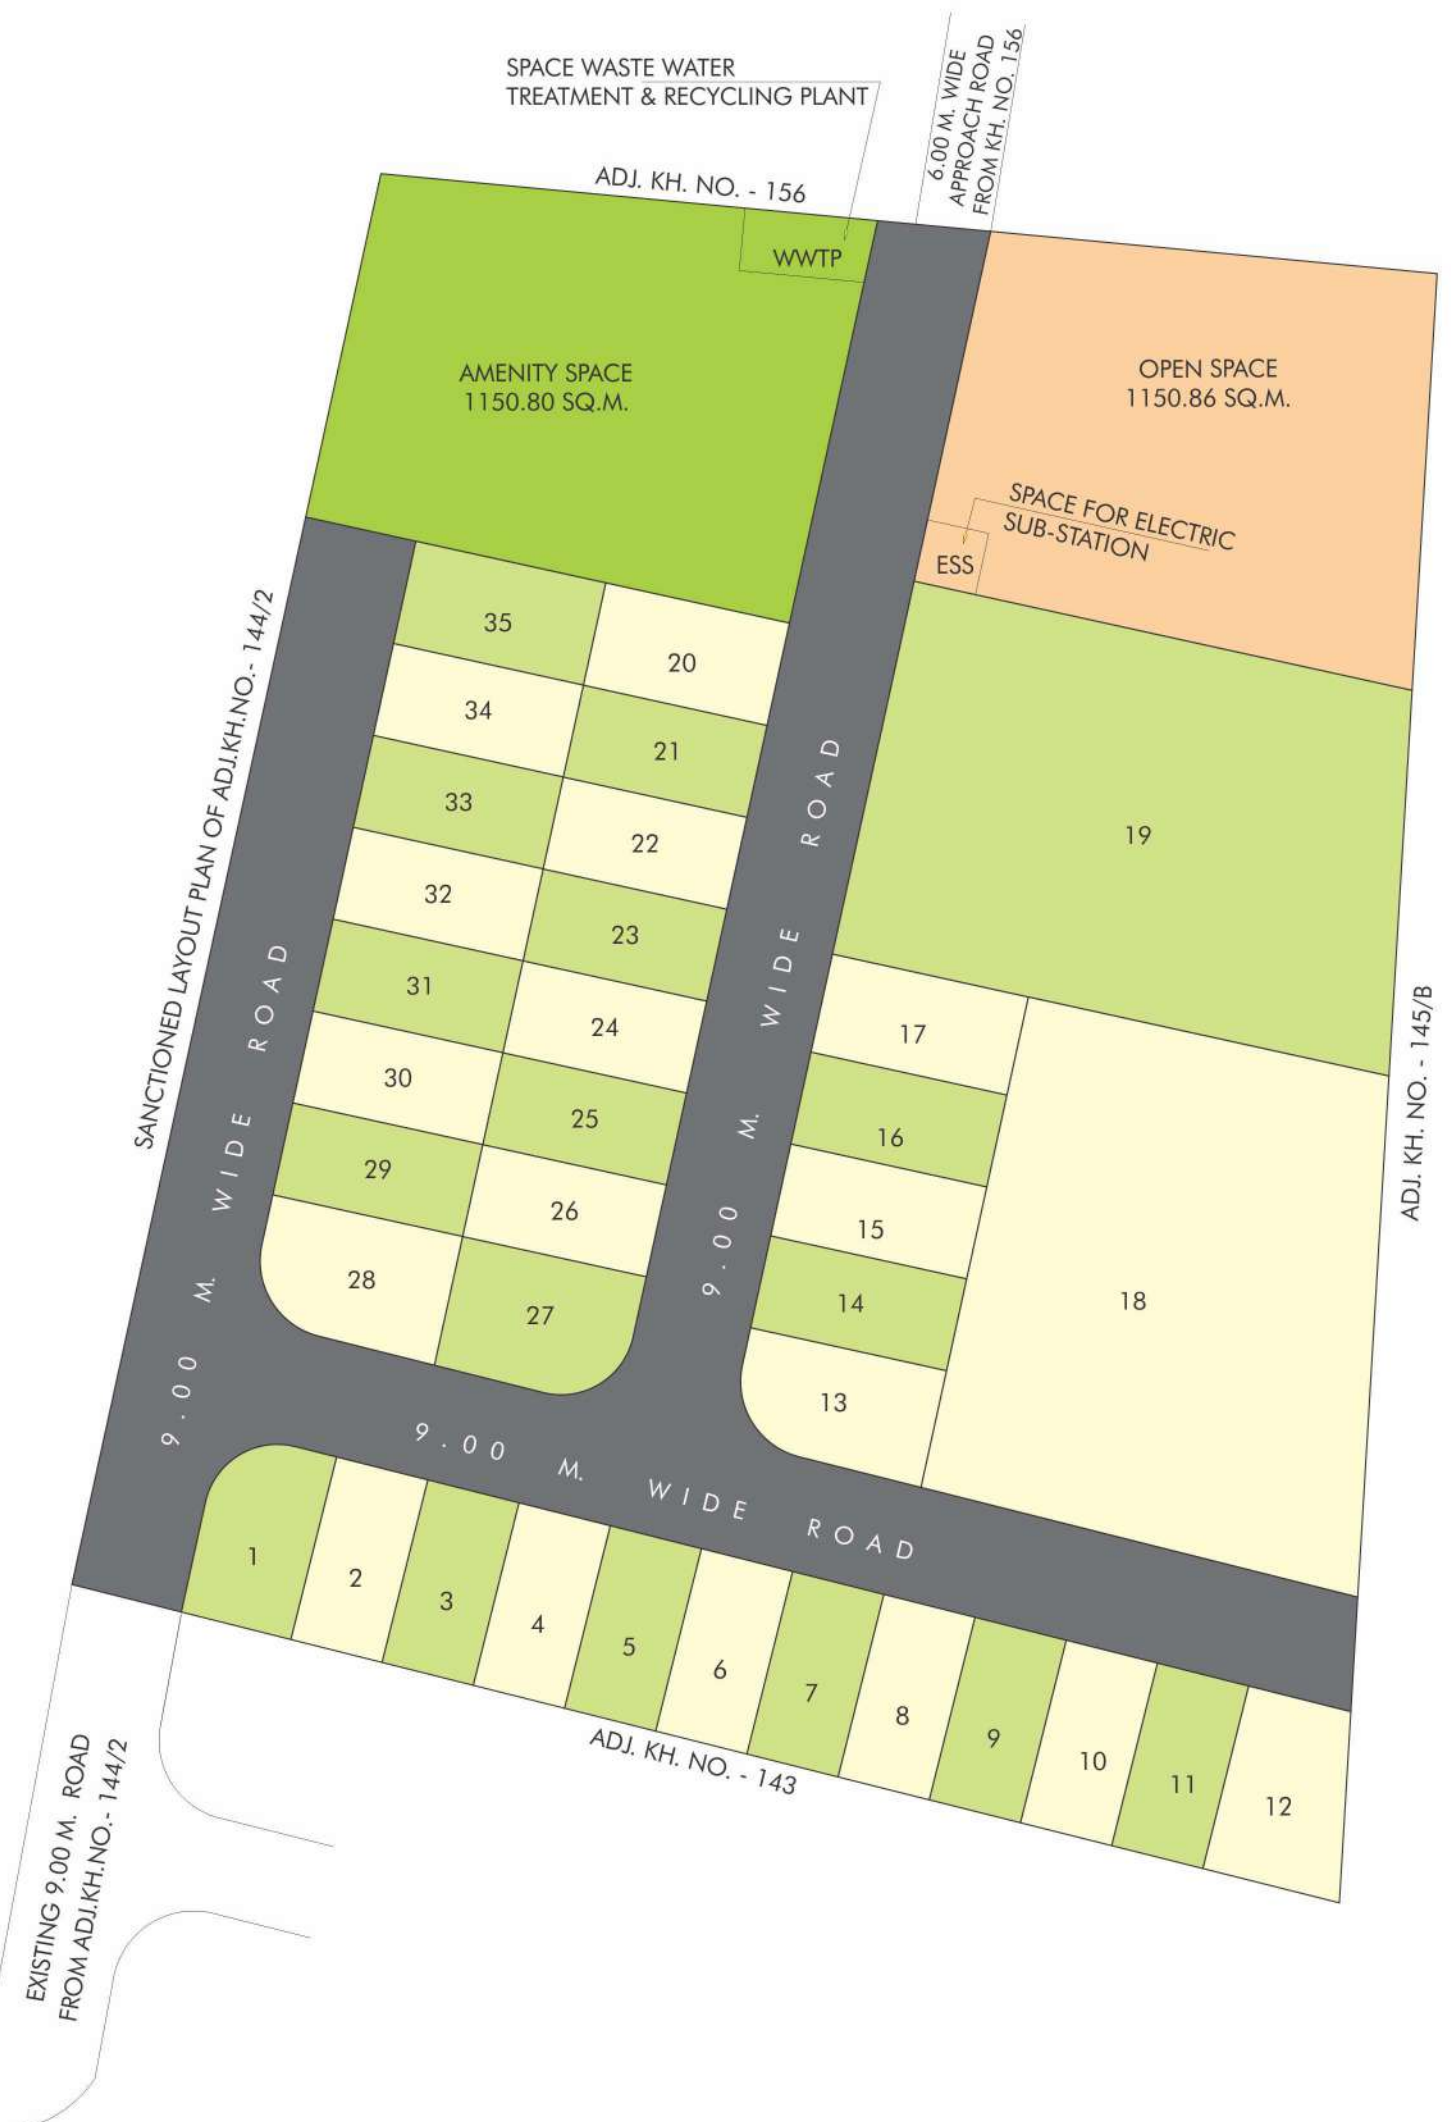 SPACE WASTE WATER
TREATMENT & RECYCLING PLANT
6.00 M. WIDE
APPROACH ROAD
FROM KH. NO. 156
ADJ. KH. NO. - 156
WWTP
AMENITY SPACE
1150.80 SQ.M.
OPEN SPACE
1150.86 SQ.M.
SPACE FOR ELECTRIC
SUB-STATION
ESS
SANCTIONED LAYOUT PLAN OF ADJ.KH.NO.- 144/2
9.00 M. WIDE ROAD
35
34
33
32
31
30
29
28
20
21
22
23
24
25
26
27
9.00 M. WIDE ROAD
19
17
16
15
14
13
18
ADJ. KH. NO. - 145/B
9.00 M. WIDE ROAD
1
2
3
4
5
6
7
8
9
10
11
12
ADJ. KH. NO. - 143
EXISTING 9.00 M. ROAD
FROM ADJ.KH.NO.- 144/2